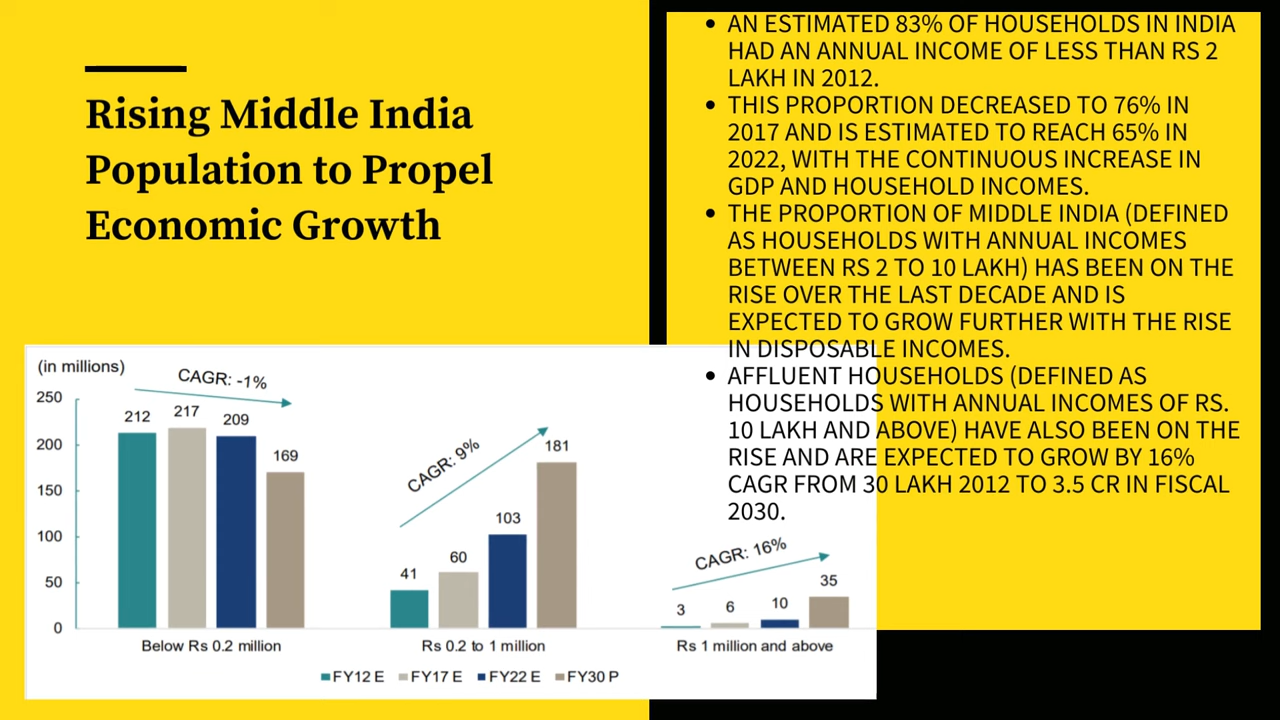 Rising Middle India
Population to Propel
Economic Growth
• AN ESTIMATED 83% OF HOUSEHOLDS IN INDIA
HAD AN ANNUAL INCOME OF LESS THAN RS 2
LAKH IN 2012.
• THIS PROPORTION DECREASED TO 76% IN
2017 AND IS ESTIMATED TO REACH 65% IN
2022, WITH THE CONTINUOUS INCREASE IN
GDP AND HOUSEHOLD INCOMES.
• THE PROPORTION OF MIDDLE INDIA (DEFINED
AS HOUSEHOLDS WITH ANNUAL INCOMES
BETWEEN RS 2 TO 10 LAKH) HAS BEEN ON THE
RISE OVER THE LAST DECADE AND IS
EXPECTED TO GROW FURTHER WITH THE RISE
IN DISPOSABLE INCOMES.
• AFFLUENT HOUSEHOLDS (DEFINED AS
HOUSEHOLDS WITH ANNUAL INCOMES OF RS.
10 LAKH AND ABOVE) HAVE ALSO BEEN ON THE
RISE AND ARE EXPECTED TO GROW BY 16%
CAGR FROM 30 LAKH 2012 TO 3.5 CR IN FISCAL
2030.
(in millions)
250
200
150
100
50
0
CAGR: -1%
212 217 209 169
Below Rs 0.2 million
CAGR: 9%
41 60 103 181
Rs 0.2 to 1 million
CAGR: 16%
3 6 10 35
Rs 1 million and above
FY12 E FY17 E FY22 E FY30 P